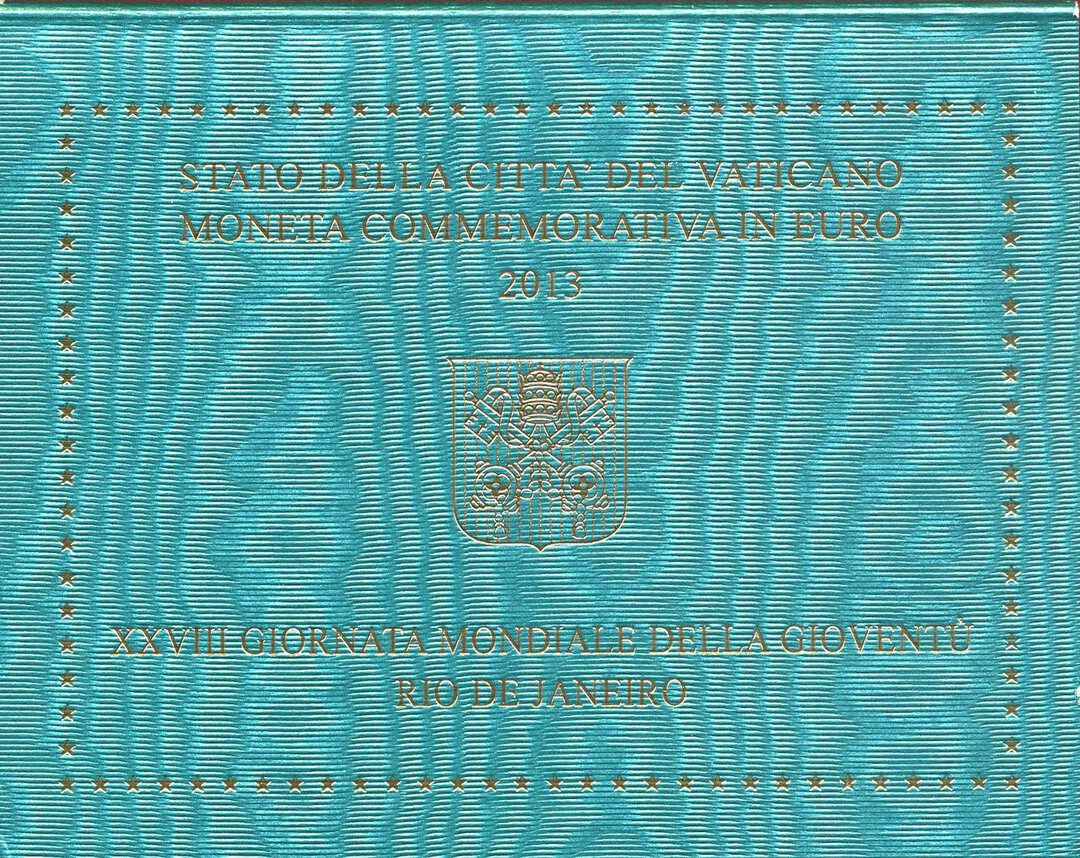 STATO DELLA CITTA' DEL VATICANO
MONETA COMMEMORATIVA IN EURO
2013
XXVIII GIORNATA MONDIALE DELLA GIOVENTÙ
RIO DE JANEIRO